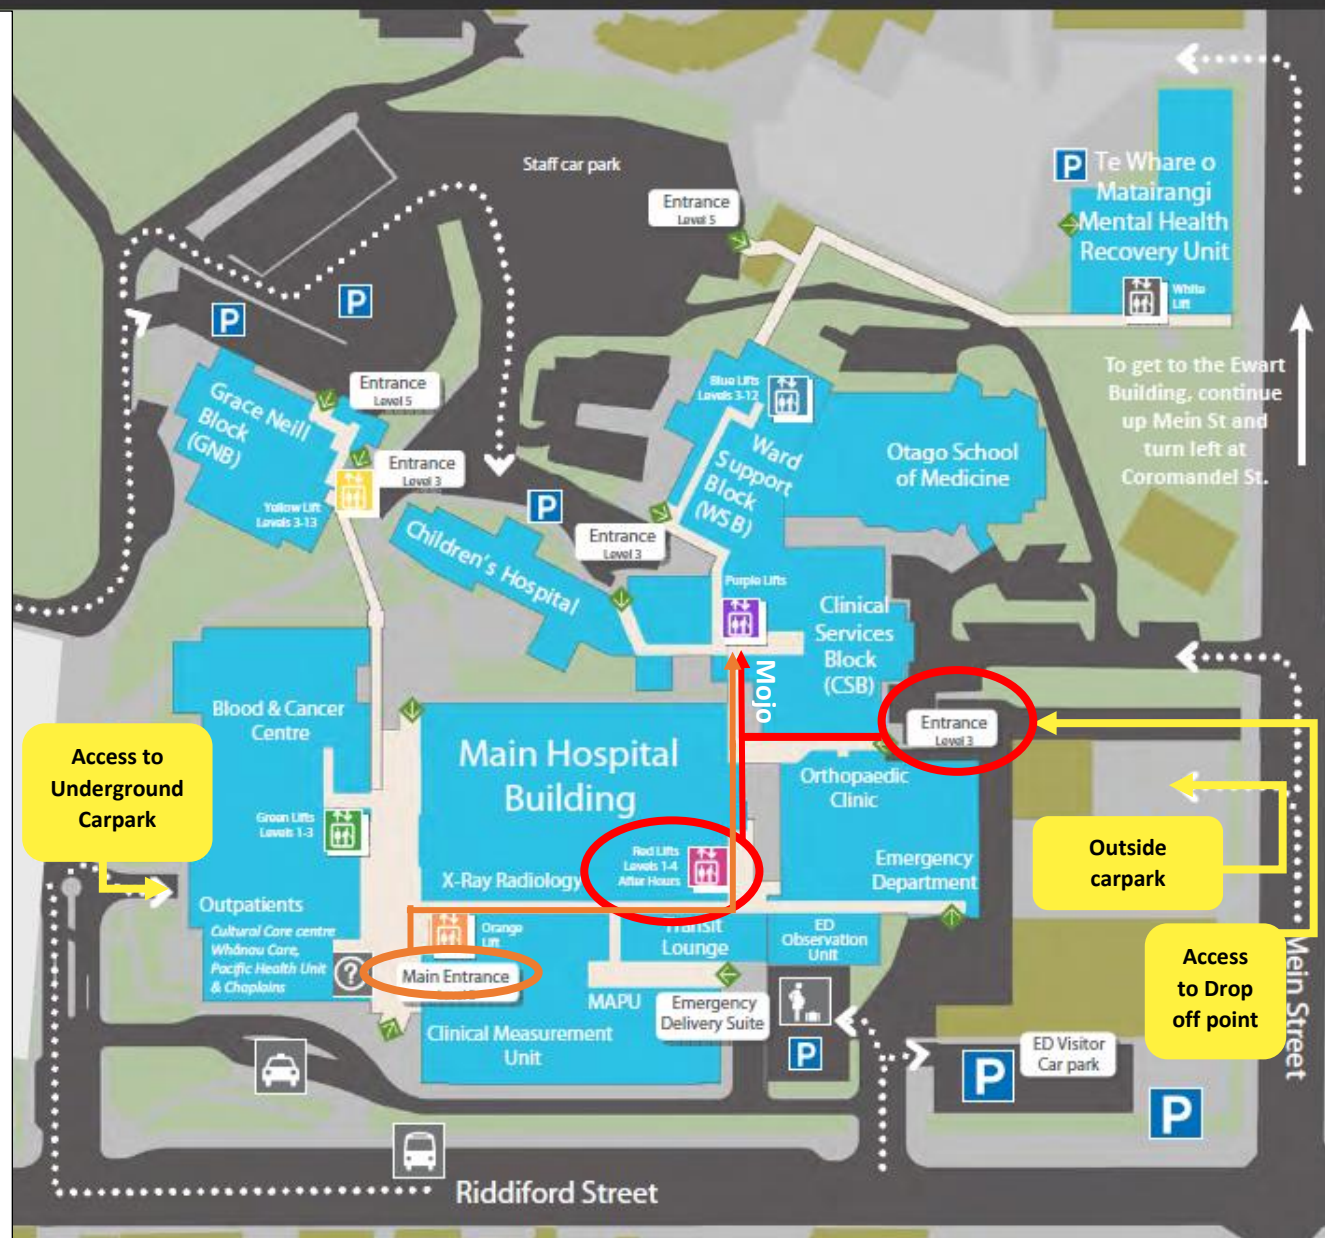 Staff car park
Entrance
Level 5
P
Te Whare o
Matairangi
Mental Health
Recovery Unit
White
Lift
P
P
To get to the Ewart
Building, continue
up Mein St and
turn left at
Coromandel St.
Entrance
Level 5
Grace Neill
Block
(GNB)
Entrance
Level 3
Yellow Lift
Levels 3-13
Blue Lifts
Levels 3-12
Ward
Support
Block
(WSB)
Otago School
of Medicine
P
Entrance
Level 3
Children's Hospital
Purple Lifts
Clinical
Services
Block
(CSB)
Mojo
Entrance
Level 3
Blood & Cancer
Centre
Access to
Underground
Carpark
Main Hospital
Building
Orthopaedic
Clinic
Green Lifts
Levels 1-3
Red Lifts
Levels 1-4
After Hours
X-Ray Radiology
Emergency
Department
Outside
carpark
Outpatients
Cultural Care centre
Whānau Care,
Pacific Health Unit
& Chaplains
?
Orange
Lift
Main Entrance
Transit
Lounge
ED
Observation
Unit
MAPU
Emergency
Delivery Suite
Access
to Drop
off point
Mein Street
Clinical Measurement
Unit
P
P
ED Visitor
Car park
P
Riddiford Street